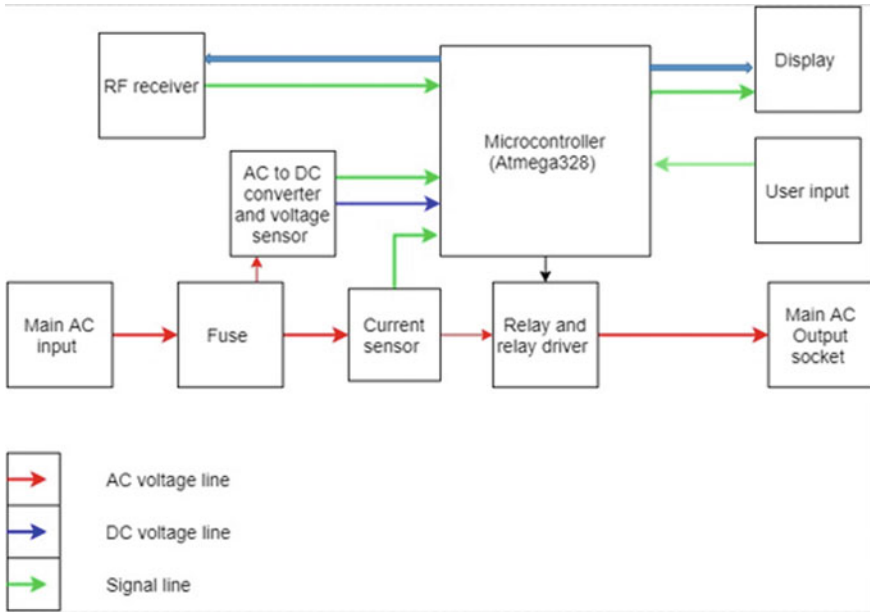 RF receiver
Microcontroller
(Atmega328)
Display
AC to DC
converter
and voltage
sensor
User input
Main AC
input
Fuse
Current
sensor
Relay and
relay driver
Main AC
Output
socket
AC voltage line
DC voltage line
Signal line